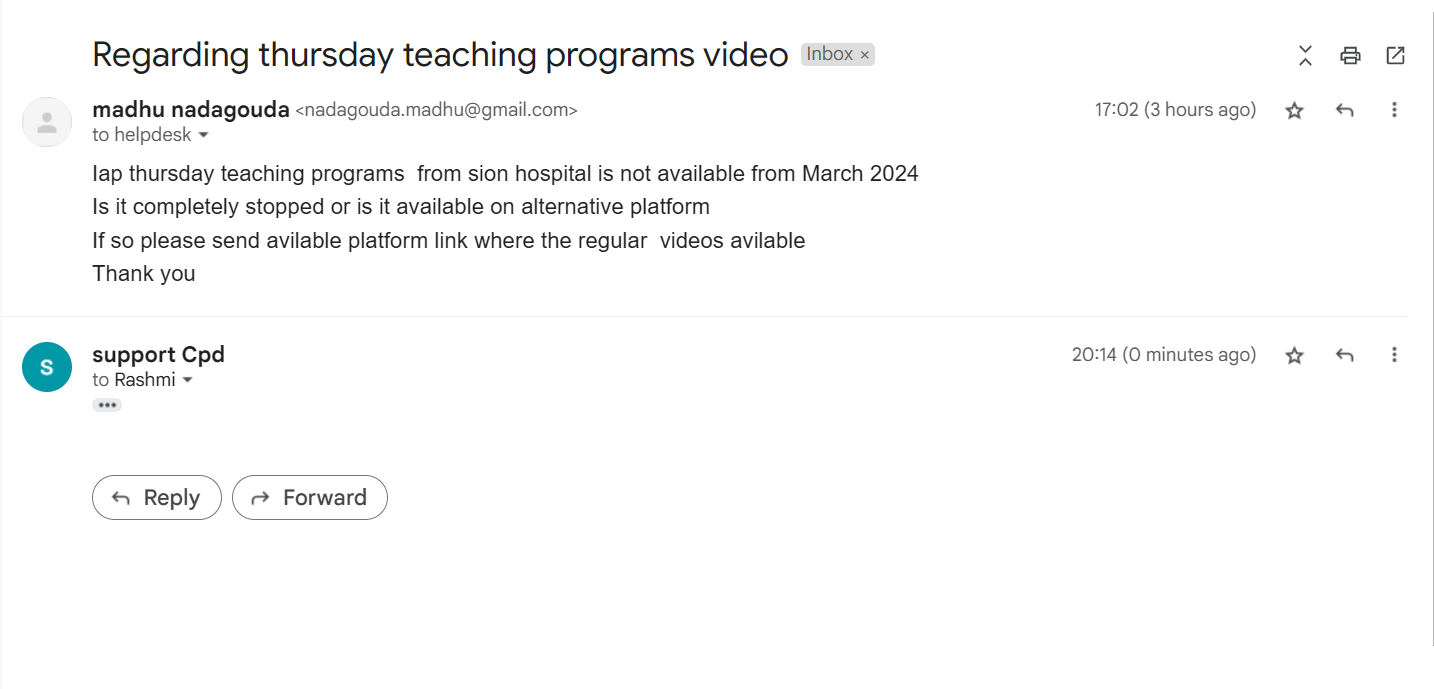 Regarding thursday teaching programs video Inbox ×
madhu nadagouda <nadagouda.madhu@gmail.com> 17:02 (3 hours ago)
to helpdesk
Iap thursday teaching programs  from sion hospital is not available from March 2024
Is it completely stopped or is it available on alternative platform
If so please send avilable platform link where the regular  videos avilable
Thank you
S
support Cpd 20:14 (0 minutes ago)
to Rashmi
Reply Forward